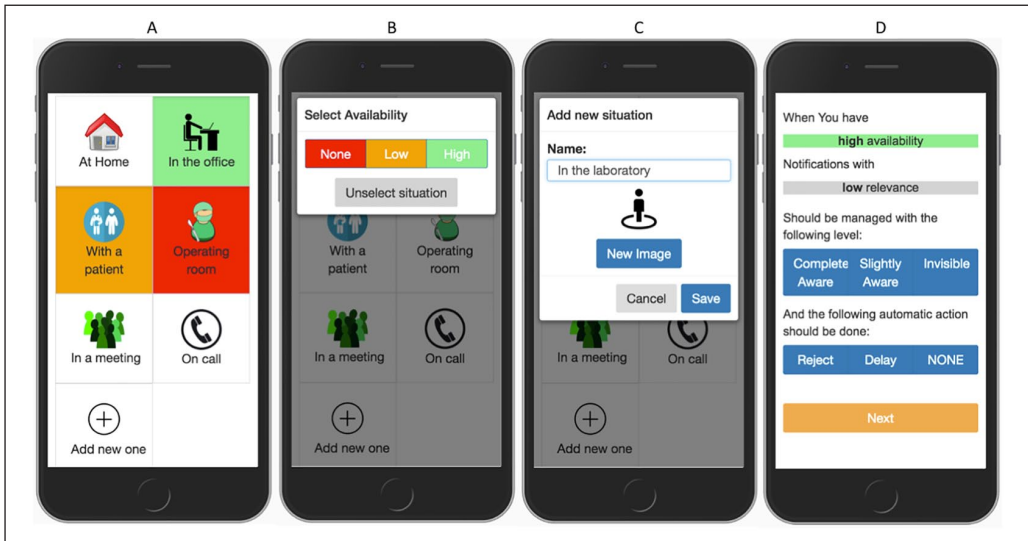 A
B
C
D
At Home
In the office
With a
patient
Operating
room
In a meeting
On call
Add new one
Select Availability
None
Low
High
Unselect situation
With a
patient
Operating
room
In a meeting
On call
Add new one
Add new situation
Name:
In the laboratory
New Image
Cancel
Save
In a meeting
On call
Add new one
When You have
high availability
Notifications with
low relevance
Should be managed with the
following level:
Complete Slightly Invisible
Aware Aware
And the following automatic action
should be done:
Reject Delay NONE
Next